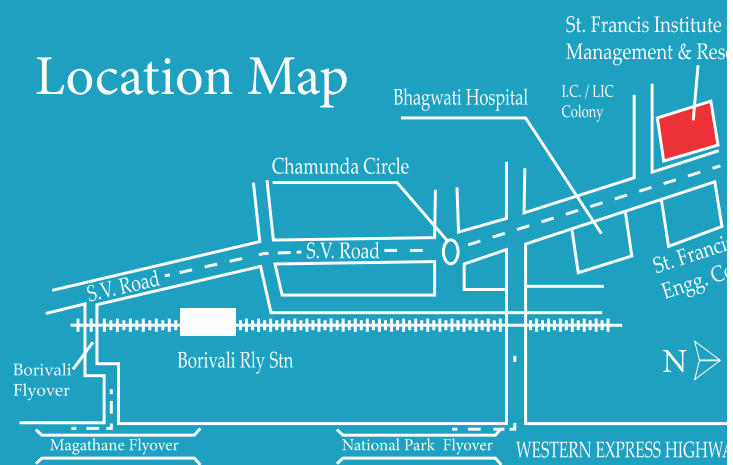 St. Francis Institute
Management & Rese
Location Map
Bhagwati Hospital
I.C. / LIC
Colony
Chamunda Circle
S.V. Road
S.V. Road
St. Franci
Engg. Co
Borivali Rly Stn
N
Borivali
Flyover
Magathane Flyover
National Park Flyover
WESTERN EXPRESS HIGHWA